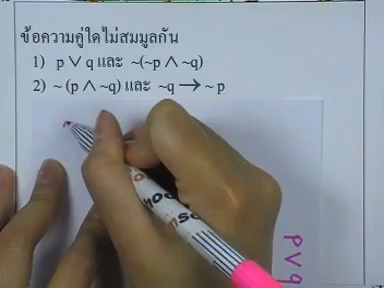 ข้อความคู่ใดไม่สมมูลกัน
1) p ∨ q และ ~(~p ∧ ~q)
2) ~ (p ∧ ~q) และ ~q → ~ p
p v q